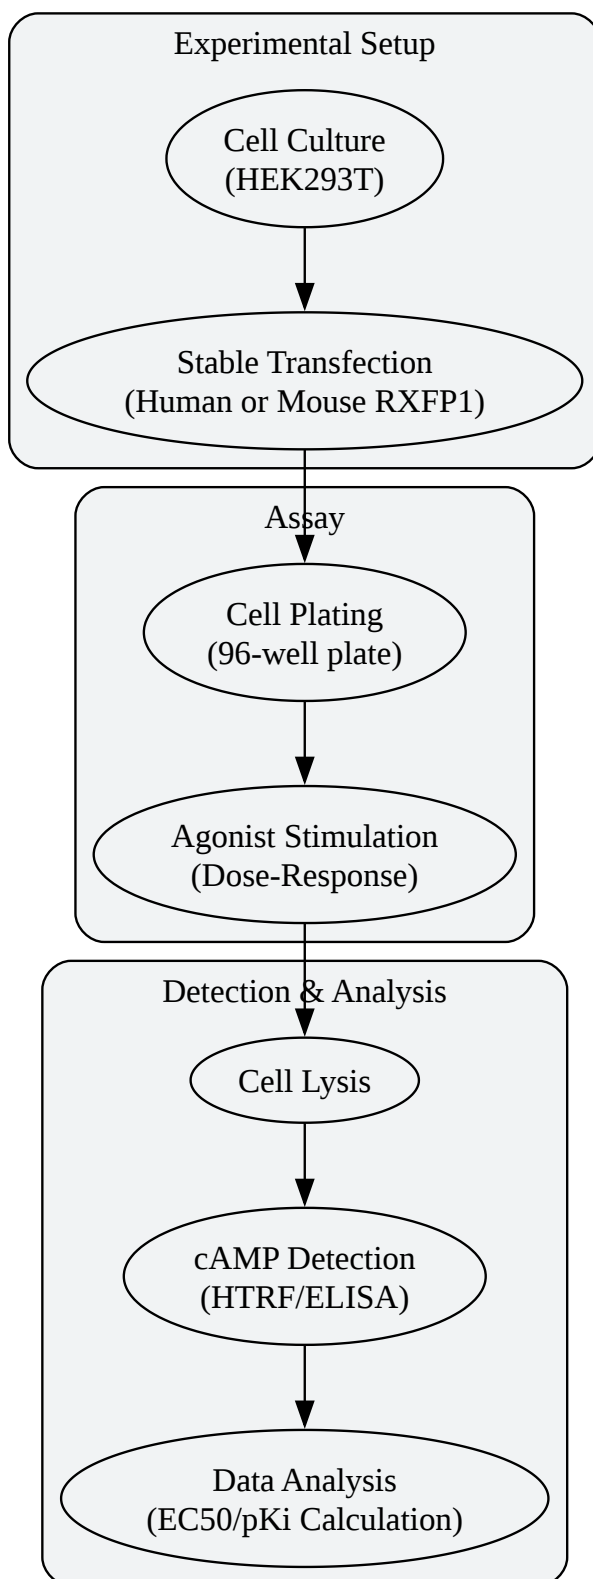 Experimental Setup
Cell Culture
(HEK293T)
Stable Transfection
(Human or Mouse RXFP1)
Assay
Cell Plating
(96-well plate)
Agonist Stimulation
(Dose-Response)
Detection & Analysis
Cell Lysis
cAMP Detection
(HTRF/ELISA)
Data Analysis
(EC50/pKi Calculation)